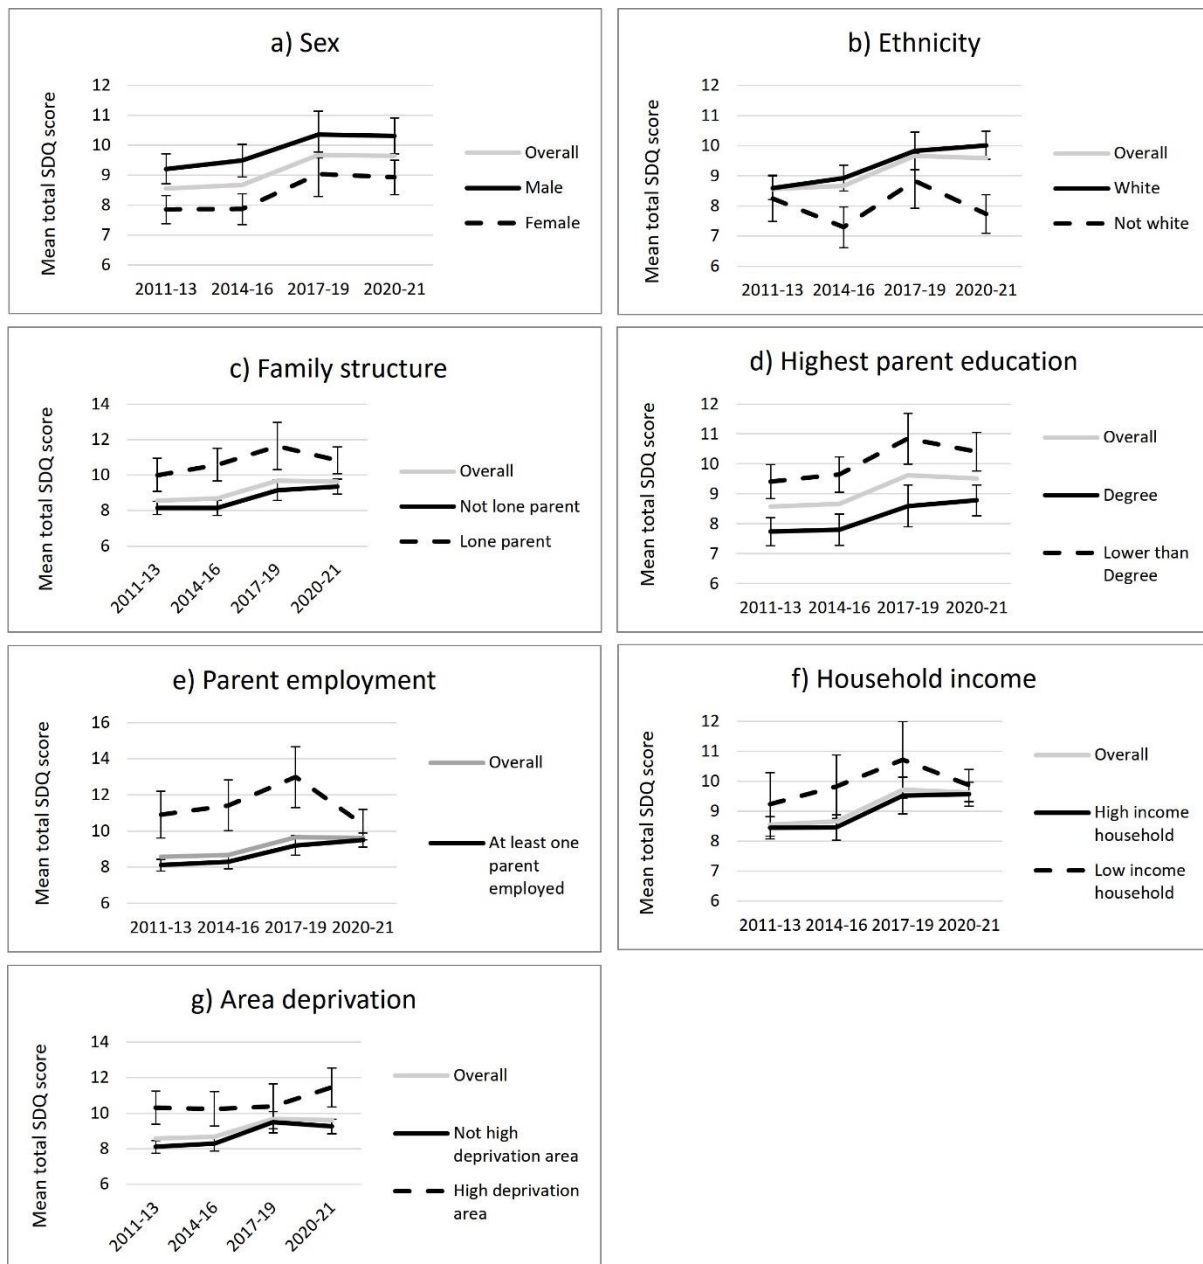 a) Sex
Mean total SDQ score
12
11
10
9
8
7
6
2011-13 2014-16 2017-19 2020-21
Overall
Male
Female
b) Ethnicity
Mean total SDQ score
12
11
10
9
8
7
6
2011-13 2014-16 2017-19 2020-21
Overall
White
Not white
c) Family structure
Mean total SDQ score
14
12
10
8
6
2011-13 2014-16 2017-19 2020-21
Overall
Not lone parent
Lone parent
d) Highest parent education
Mean total SDQ score
12
11
10
9
8
7
6
2011-13 2014-16 2017-19 2020-21
Overall
Degree
Lower than
Degree
e) Parent employment
Mean total SDQ score
16
14
12
10
8
6
2011-13 2014-16 2017-19 2020-21
Overall
At least one
parent
employed
f) Household income
Mean total SDQ score
12
11
10
9
8
7
6
2011-13 2014-16 2017-19 2020-21
Overall
High income
household
Low income
household
g) Area deprivation
Mean total SDQ score
14
12
10
8
6
2011-13 2014-16 2017-19 2020-21
Overall
Not high
deprivation area
High deprivation
area